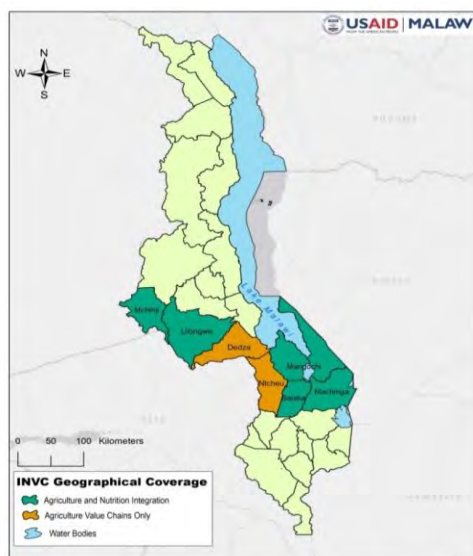 USAID | MALAWI
N
W E
S
Lake Malawi
Mchinji
Lilongwe
Dedza
Mangochi
Ntcheu
Balaka
Machinga
0 50 100 Kilometers
INVC Geographical Coverage
Agriculture and Nutrition Integration
Agriculture Value Chains Only
Water Bodies